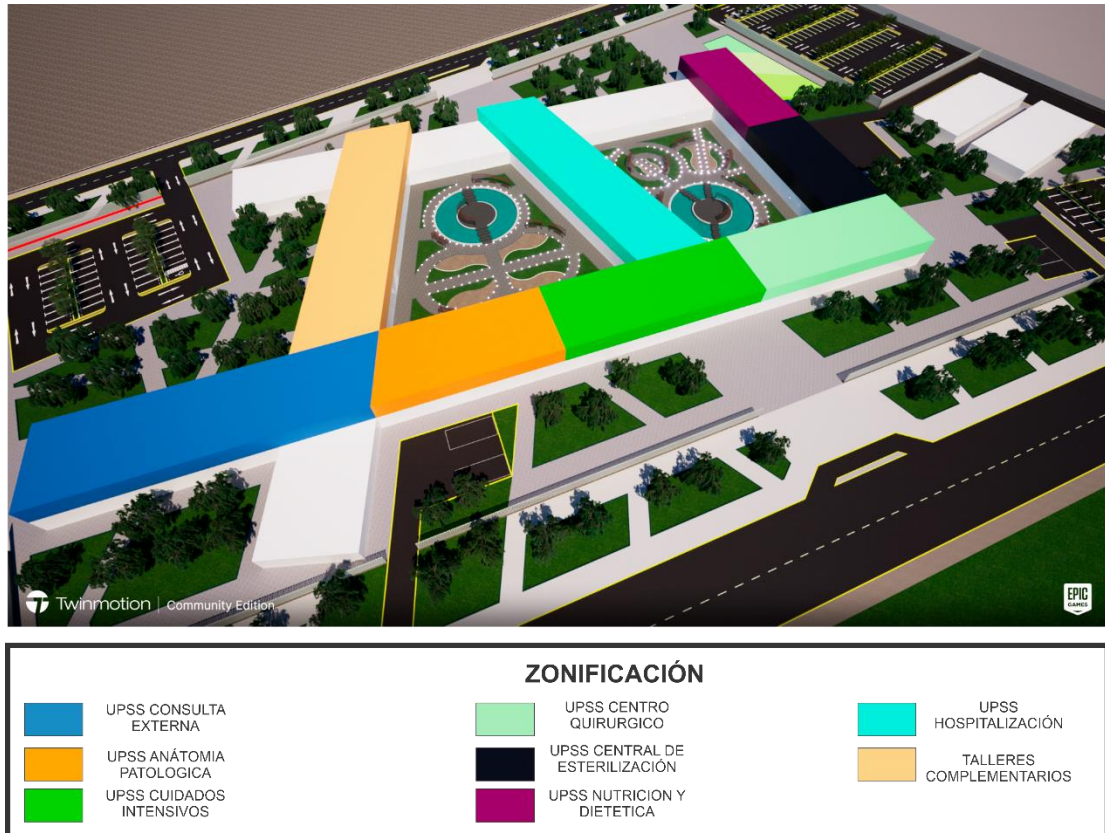 Twinmotion | Community Edition
EPIC
GAMES
ZONIFICACIÓN
UPSS CONSULTA
EXTERNA
UPSS ANÁTOMIA
PATOLOGICA
UPSS CUIDADOS
INTENSIVOS
UPSS CENTRO
QUIRURGICO
UPSS CENTRAL DE
ESTERILIZACIÓN
UPSS NUTRICION Y
DIETETICA
UPSS
HOSPITALIZACIÓN
TALLERES
COMPLEMENTARIOS